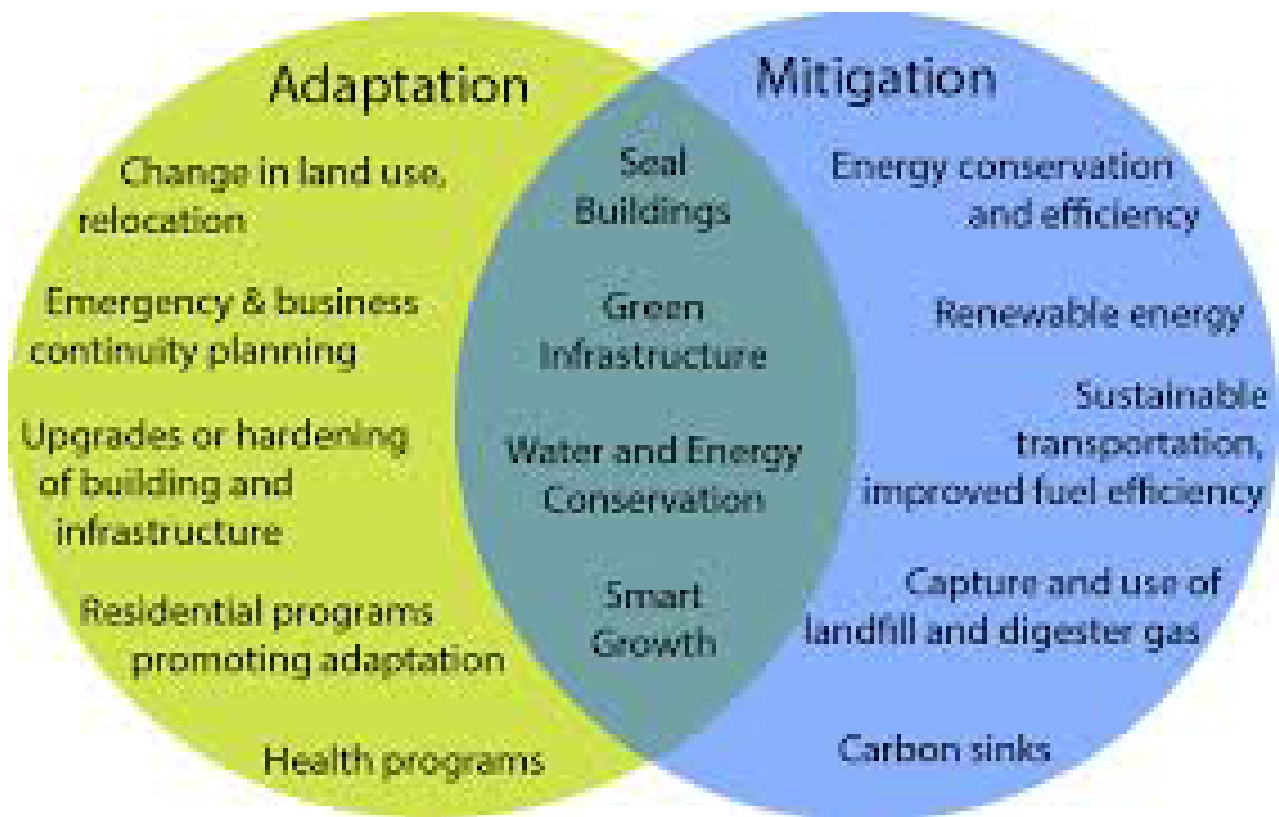 Adaptation
Change in land use,
relocation
Emergency & business
continuity planning
Upgrades or hardening
of building and
infrastructure
Residential programs
promoting adaptation
Health programs
Seal
Buildings
Green
Infrastructure
Water and Energy
Conservation
Smart
Growth
Mitigation
Energy conservation
and efficiency
Renewable energy
Sustainable
transportation,
improved fuel efficiency
Capture and use of
landfill and digester gas
Carbon sinks